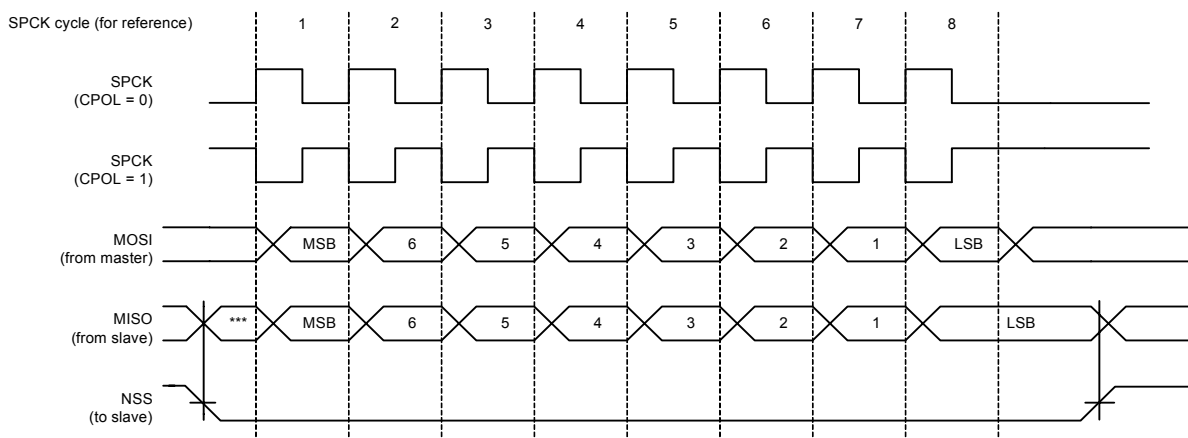 SPCK cycle (for reference) 1 2 3 4 5 6 7 8
SPCK
(CPOL = 0)
SPCK
(CPOL = 1)
MOSI
(from master)
MSB 6 5 4 3 2 1 LSB
MISO
(from slave)
*** MSB 6 5 4 3 2 1 LSB
NSS
(to slave)